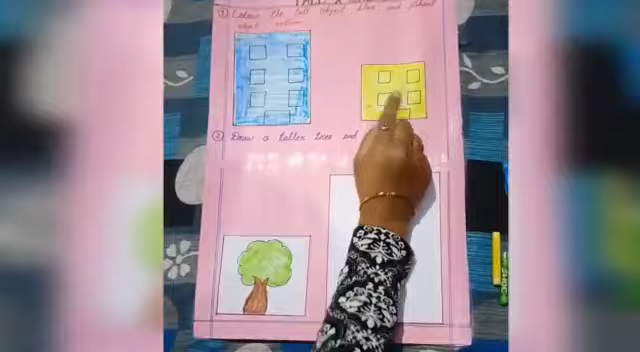 TALL &
① Colour the tall object blue and short
object yellow
② Draw a taller tree and